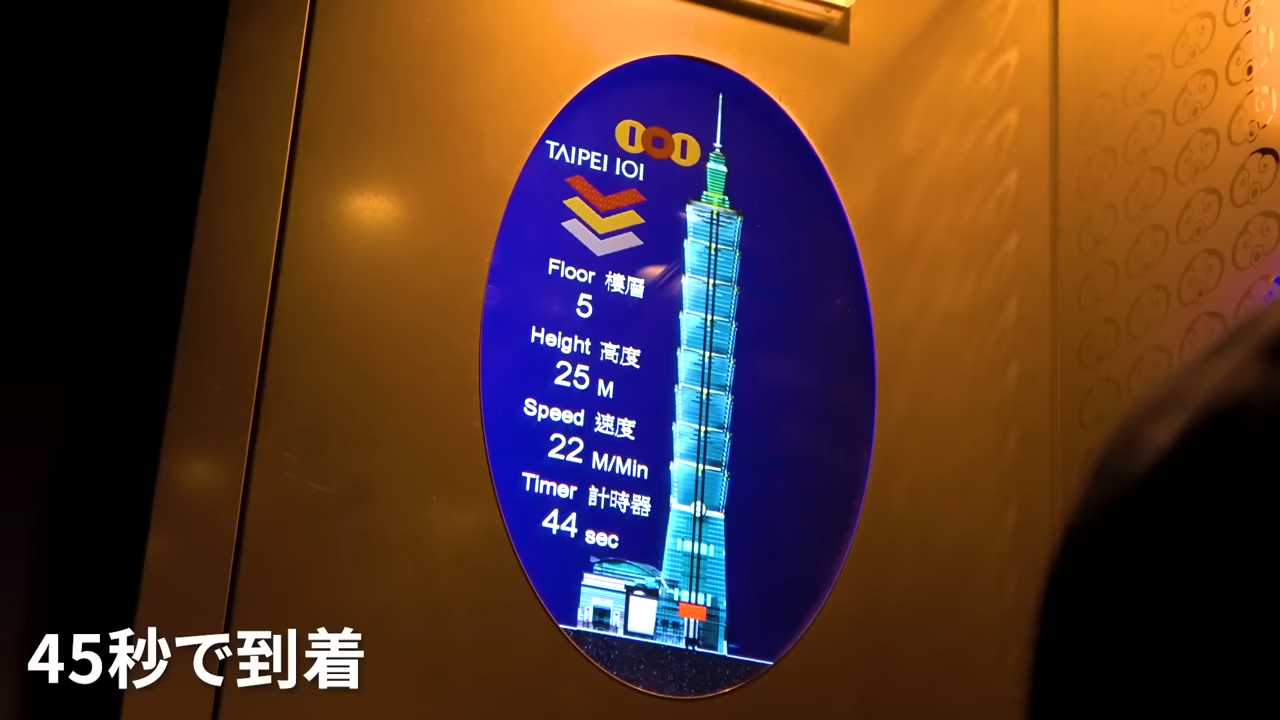 TAIPEI 101
Floor 樓層
5
Height 高度
25 M
Speed 速度
22 M/Min
Timer 計時器
44 sec
45秒で到着